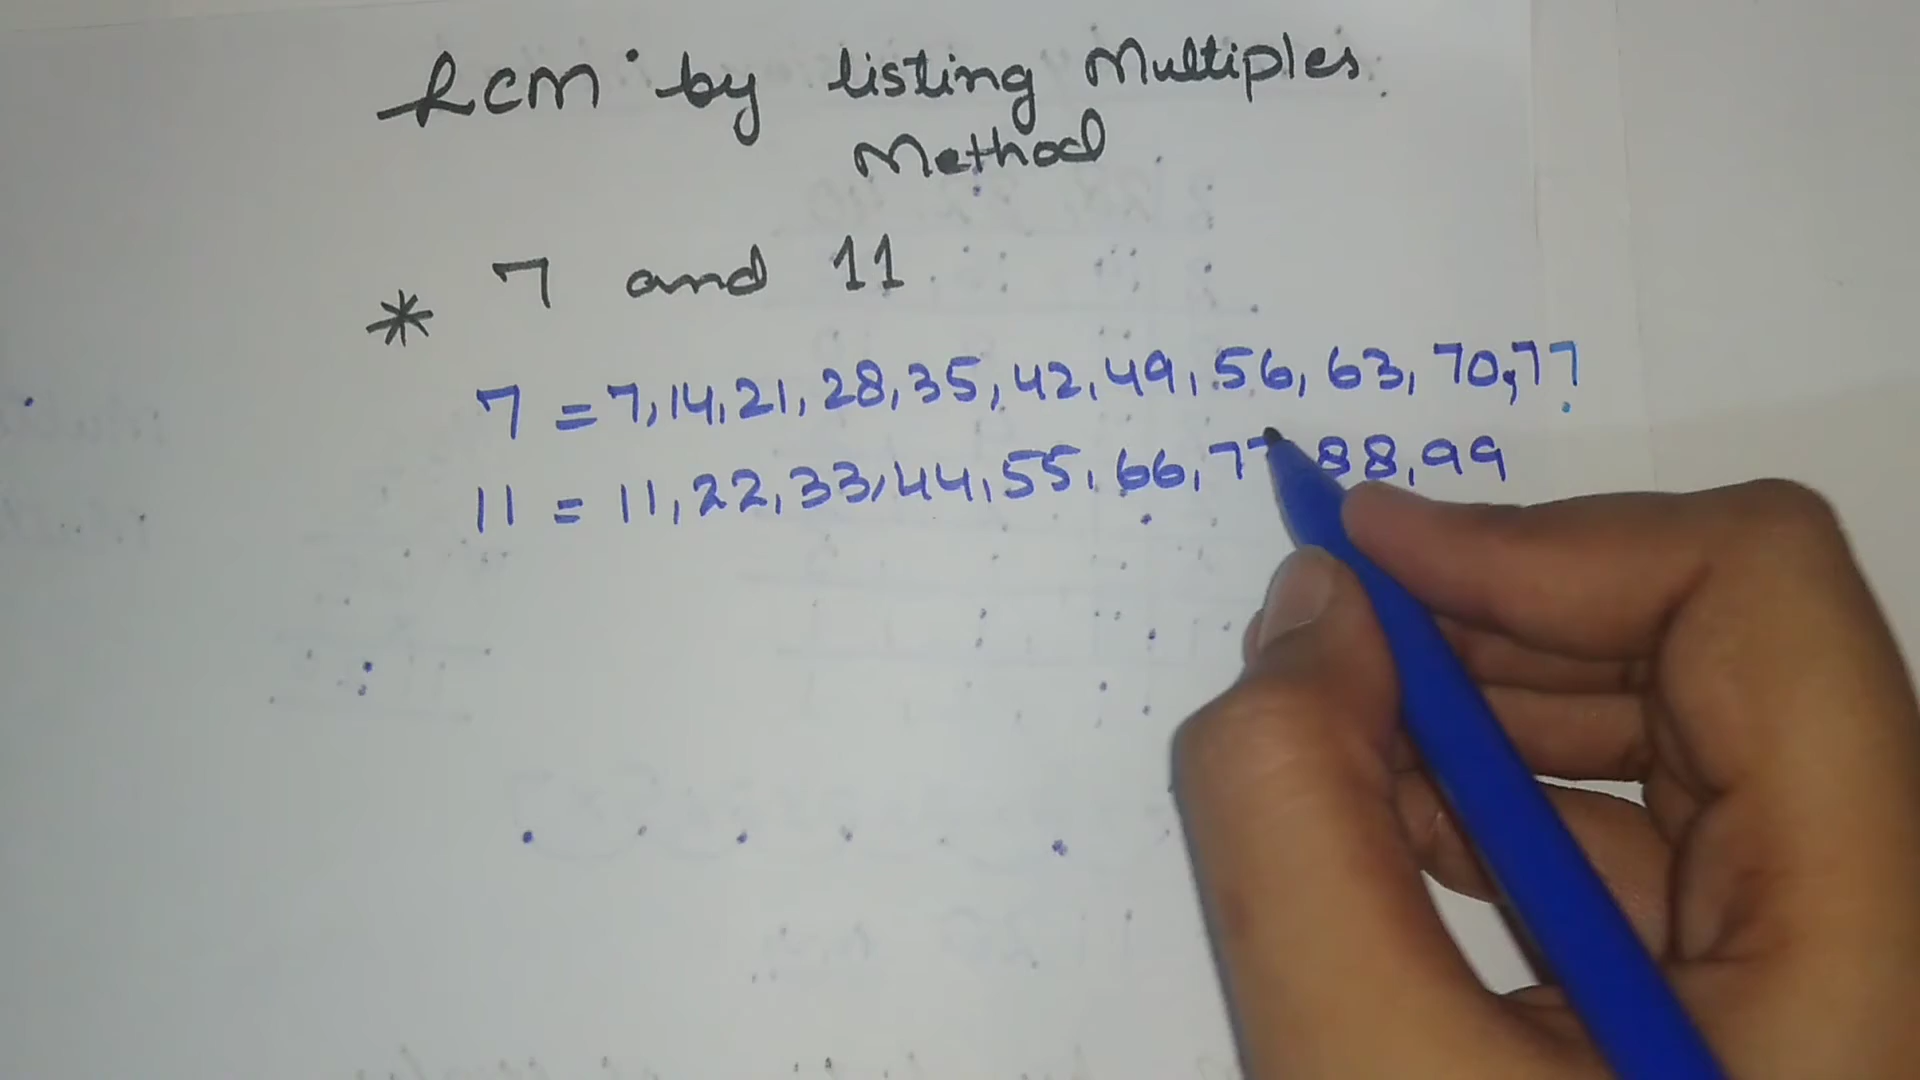 LCM by listing Multiples
Method
* 7 and 11
7 = 7, 14, 21, 28, 35, 42, 49, 56, 63, 70, 77
11 = 11, 22, 33, 44, 55, 66, 77, 88, 99